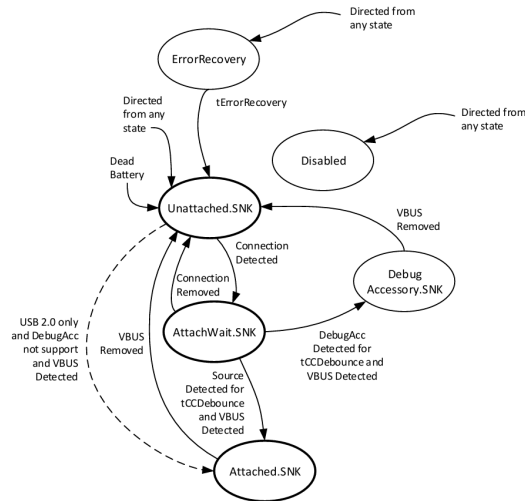 Directed from
any state
ErrorRecovery
tErrorRecovery
Directed
from any
state
Directed from
any state
Disabled
Dead
Battery
Unattached.SNK
VBUS
Removed
Connection
Detected
Connection
Removed
Debug
Accessory.SNK
USB 2.0 only
and DebugAcc
not support
and VBUS
Detected
VBUS
Removed
AttachWait.SNK
DebugAcc
Detected for
tCCDebounce and
VBUS Detected
Source
Detected for
tCCDebounce
and VBUS
Detected
Attached.SNK